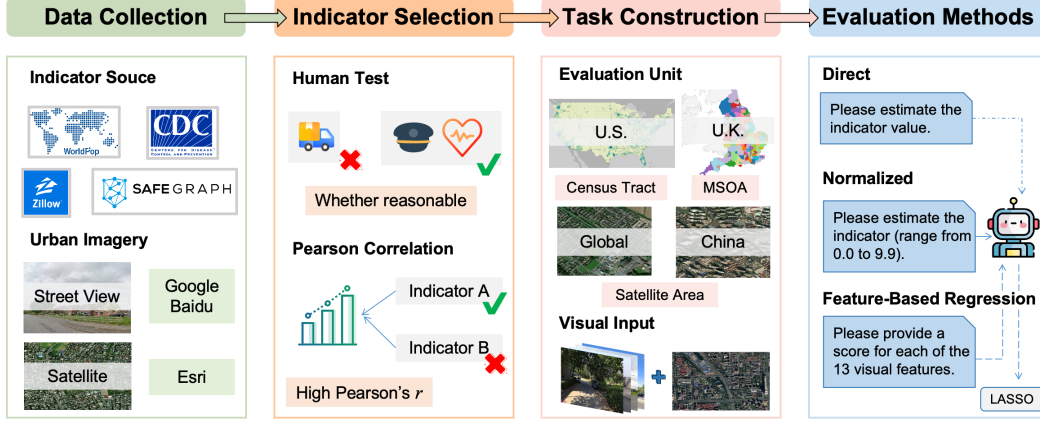 Data Collection
Indicator Selection
Task Construction
Evaluation Methods
Indicator Souce
WorldPop
CDC
CENTERS FOR DISEASE
CONTROL AND PREVENTION
Zillow
SAFEGRAPH
Urban Imagery
Street View
Google
Baidu
Satellite
Esri
Human Test
Whether reasonable
Pearson Correlation
Indicator A
Indicator B
High Pearson's r
Evaluation Unit
U.S.
U.K.
Census Tract
MSOA
Global
China
Satellite Area
Visual Input
Direct
Please estimate the
indicator value.
Normalized
Please estimate the
indicator (range from
0.0 to 9.9).
Feature-Based Regression
Please provide a
score for each of the
13 visual features.
LASSO